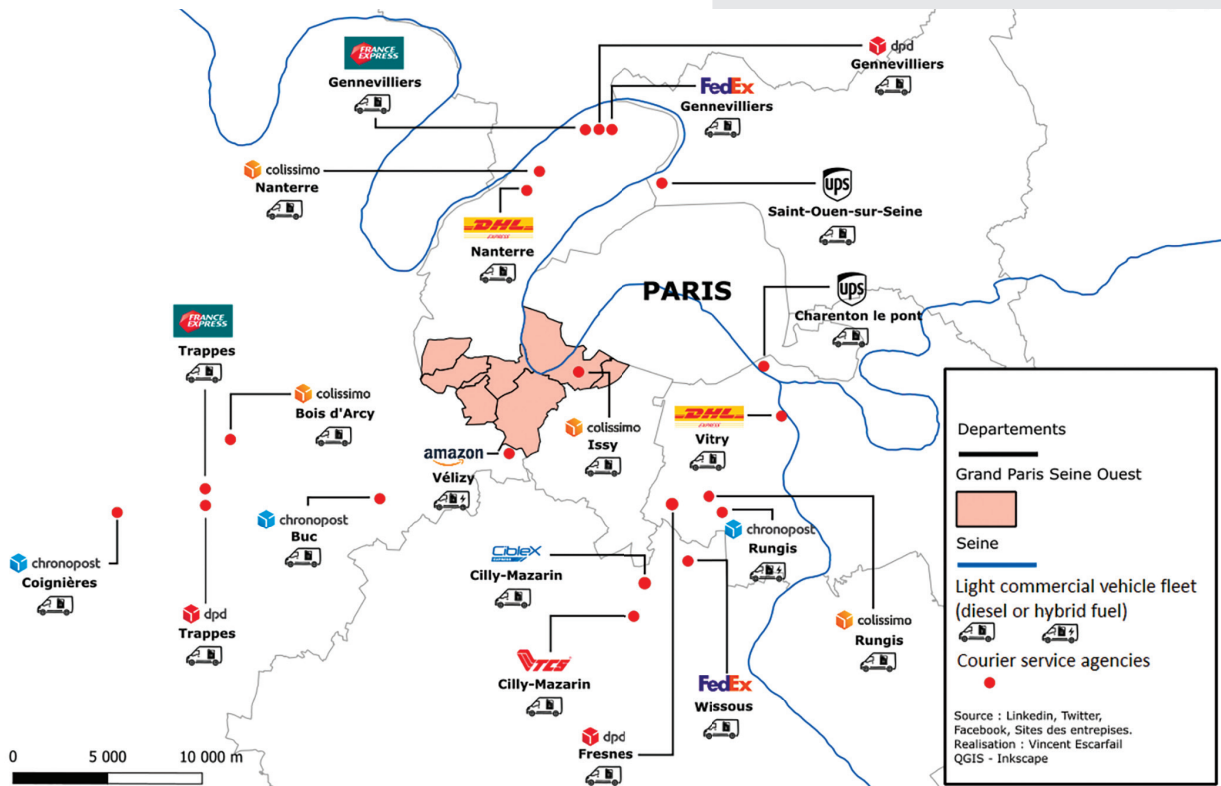 FRANCE
EXPRESS
Gennevilliers
dpd
Gennevilliers
FedEx
Gennevilliers
colissimo
Nanterre
ups
Saint-Ouen-sur-Seine
DHL
EXPRESS
Nanterre
PARIS
ups
Charenton le pont
FRANCE
EXPRESS
Trappes
colissimo
Bois d'Arcy
DHL
EXPRESS
Vitry
colissimo
Issy
amazon
Vélizy
chronopost
Buc
chronopost
Rungis
chronopost
Coignières
CibleX
EXPRESS
Cilly-Mazarin
dpd
Trappes
colissimo
Rungis
TCS
Cilly-Mazarin
FedEx
Wissous
dpd
Fresnes
0 5 000 10 000 m
Departements
Grand Paris Seine Ouest
Seine
Light commercial vehicle fleet
(diesel or hybrid fuel)
Courier service agencies
Source : Linkedin, Twitter,
Facebook, Sites des entrepises.
Realisation : Vincent Escarfail
QGIS - Inkscape